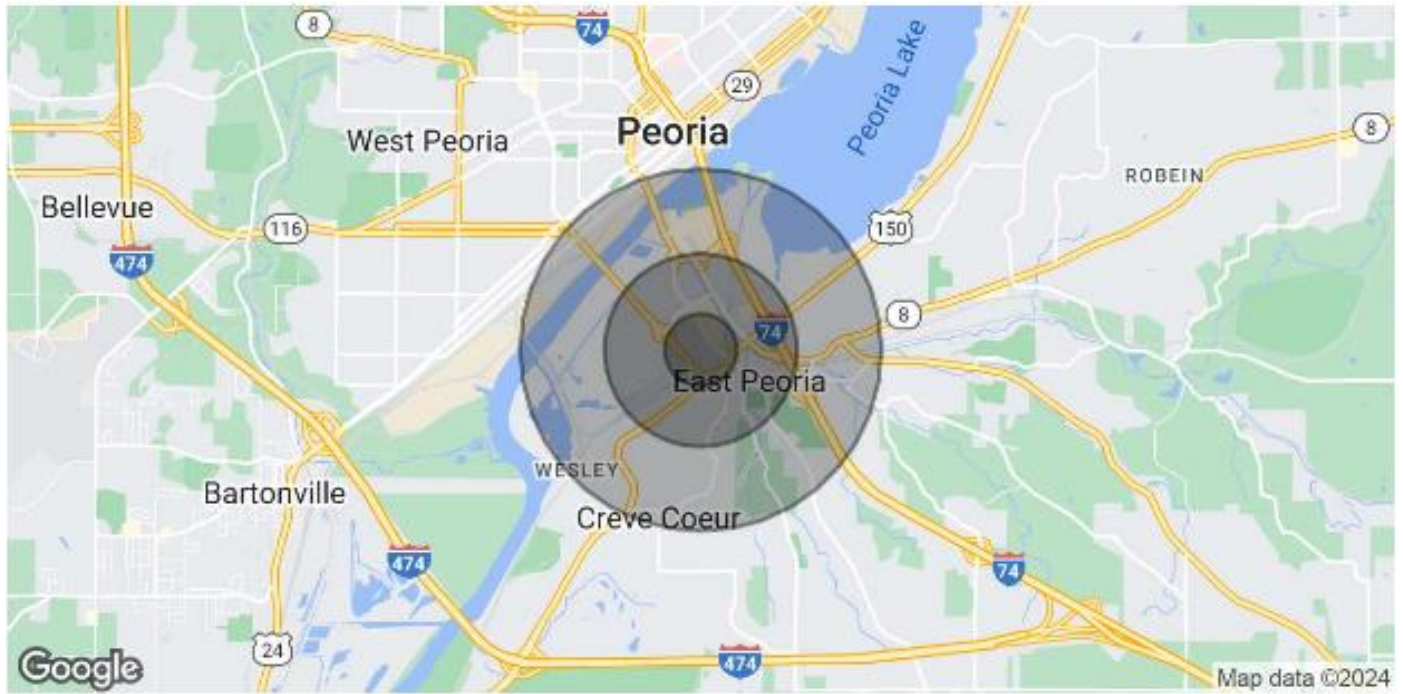 8
74
29
Peoria Lake
Peoria
West Peoria
8
ROBEIN
Bellevue
116
150
474
74
8
East Peoria
WESLEY
Bartonville
Creve Coeur
474
74
24
474
Google
Map data ©2024